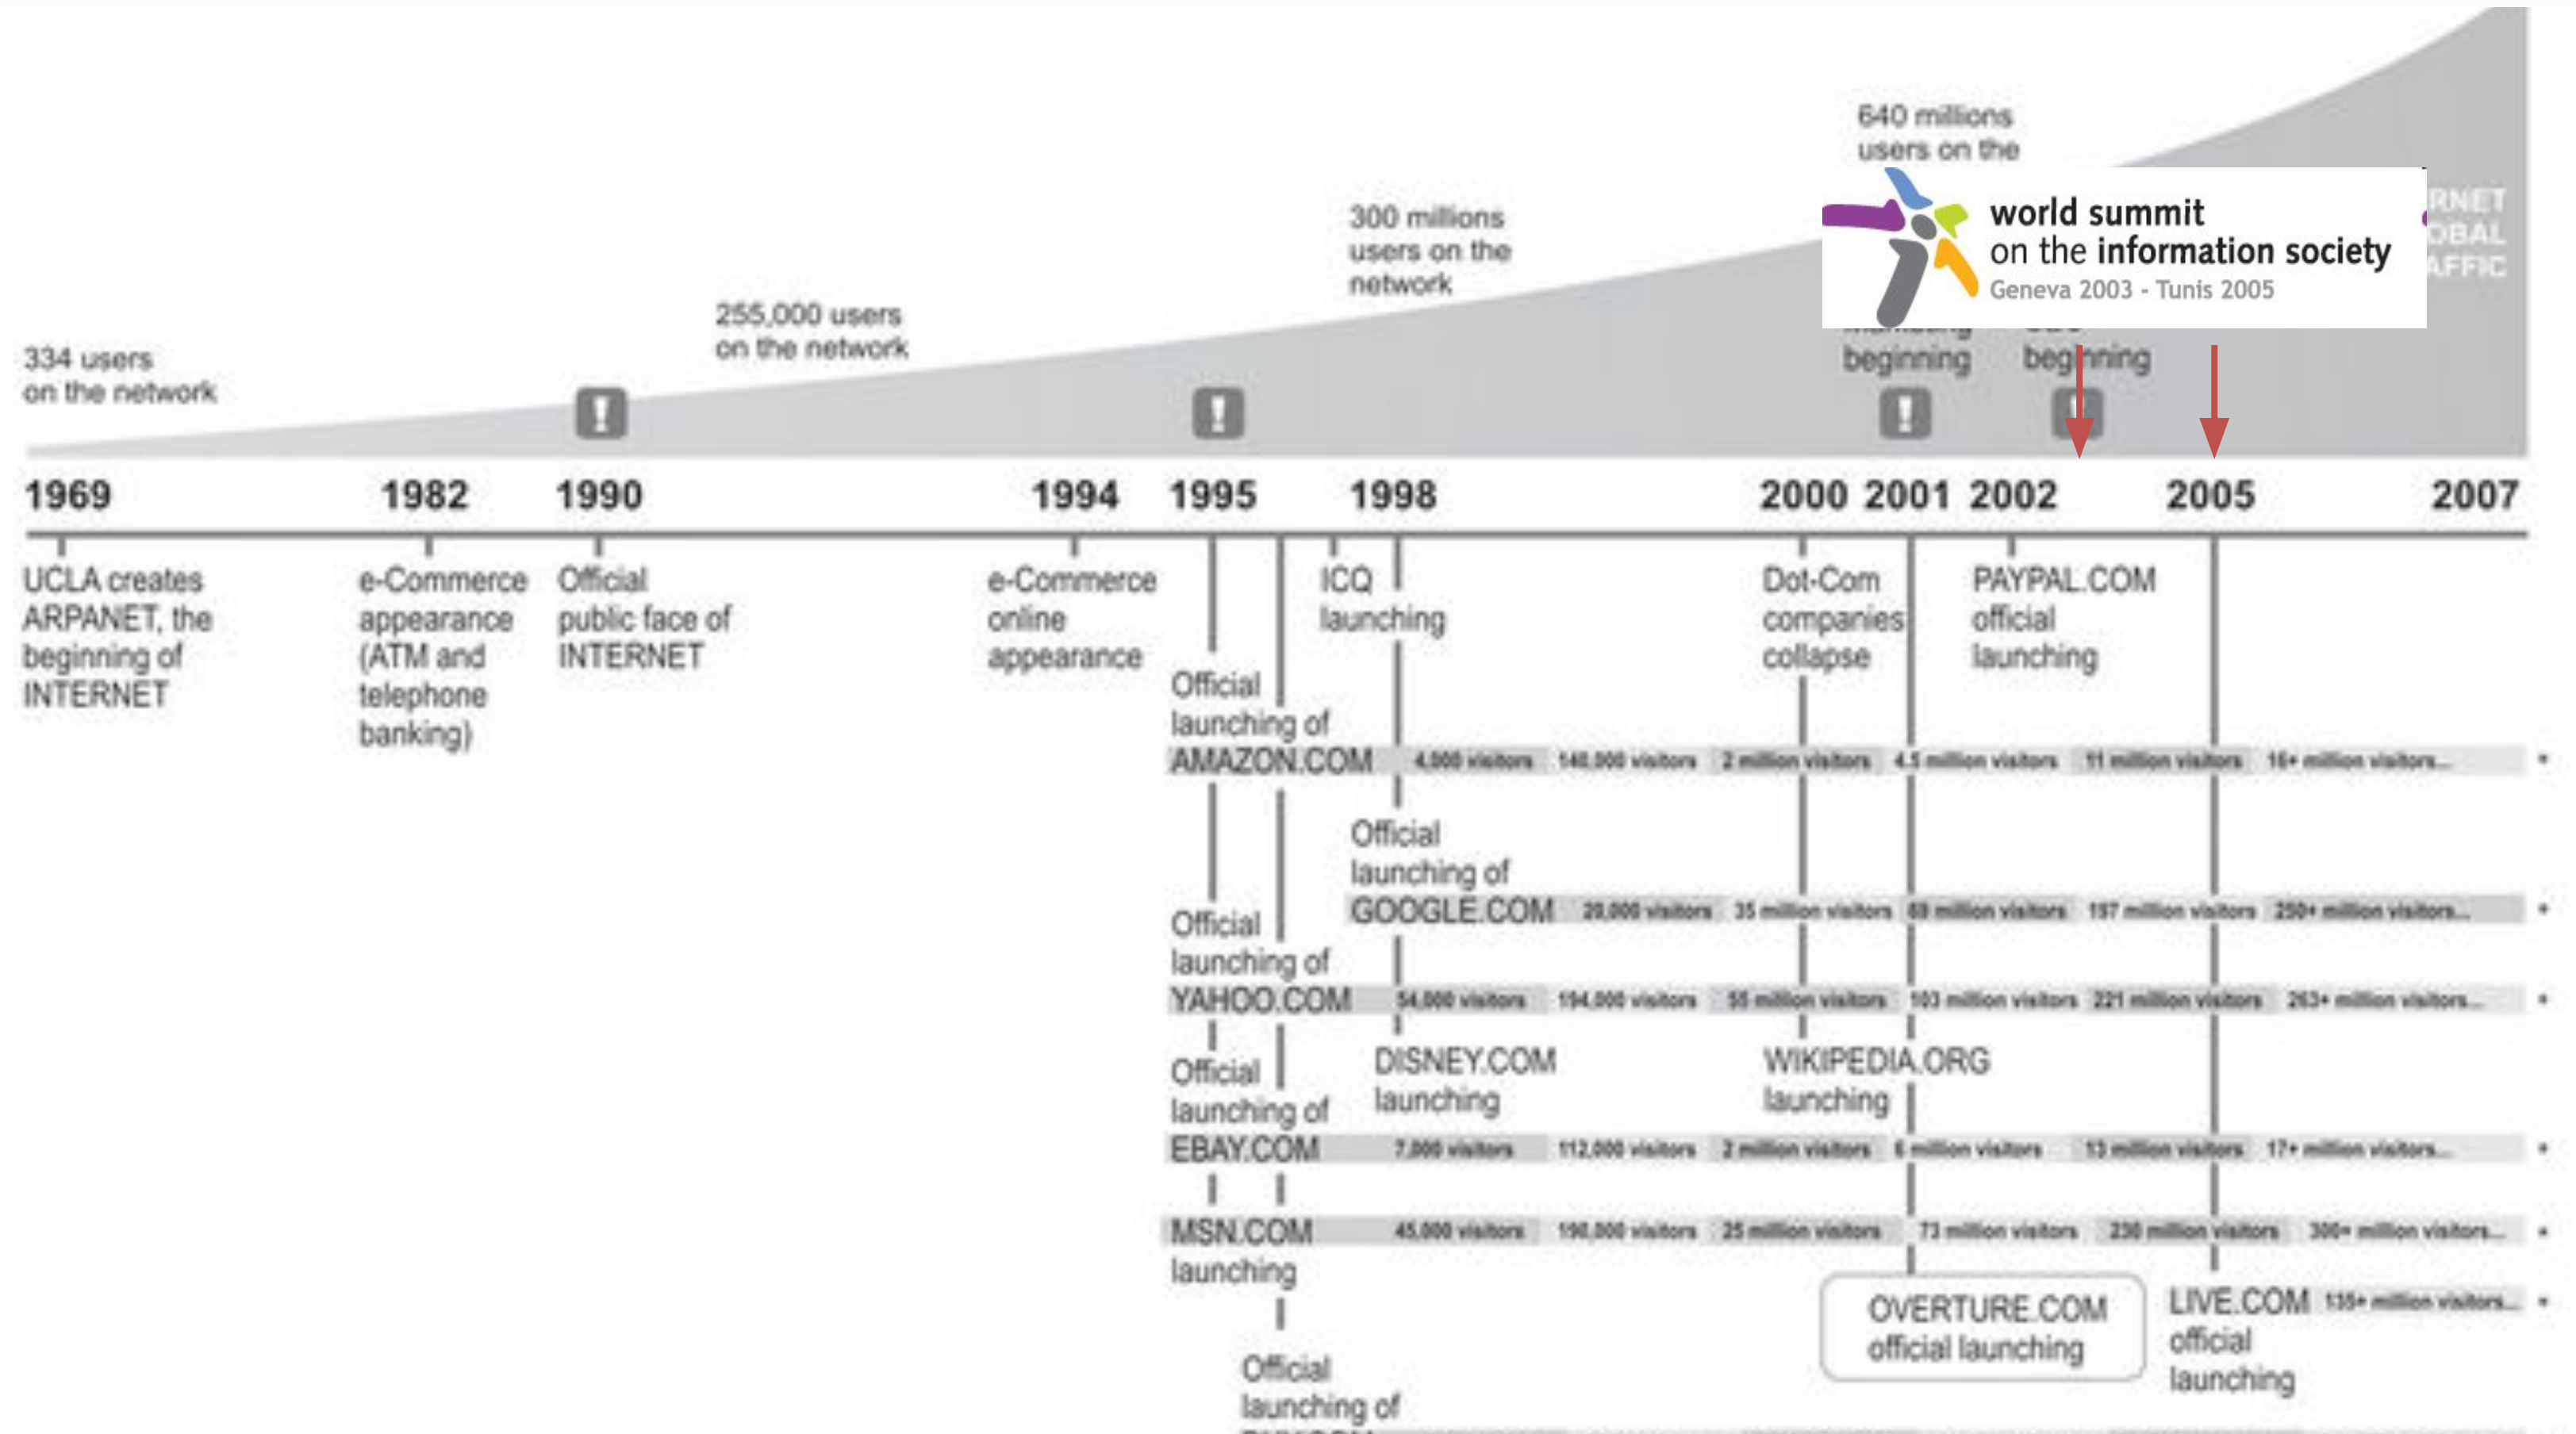 640 millions
users on the
world summit
on the information society
Geneva 2003 - Tunis 2005
RNET
OBAL
AFFIC
300 millions
users on the
network
255,000 users
on the network
334 users
on the network
beginning
beginning
1969 1982 1990 1994 1995 1998 2000 2001 2002 2005 2007
UCLA creates
ARPANET, the
beginning of
INTERNET
e-Commerce
appearance
(ATM and
telephone
banking)
Official
public face of
INTERNET
e-Commerce
online
appearance
ICQ
launching
Dot-Com
companies
collapse
PAYPAL.COM
official
launching
Official
launching of
AMAZON.COM 4,000 visitors 140,000 visitors 2 million visitors 4.5 million visitors 11 million visitors 16+ million visitors...
Official
launching of
GOOGLE.COM 20,000 visitors 35 million visitors million visitors 197 million visitors 250+ million visitors...
Official
launching of
YAHOO.COM 54,000 visitors 194,000 visitors 55 million visitors 103 million visitors 221 million visitors 263+ million visitors...
DISNEY.COM
launching
WIKIPEDIA.ORG
launching
Official
launching of
EBAY.COM 7,000 visitors 112,000 visitors 2 million visitors 6 million visitors 13 million visitors 17+ million visitors...
MSN.COM 45,000 visitors 190,000 visitors 25 million visitors 73 million visitors 230 million visitors 300+ million visitors...
launching
OVERTURE.COM
official launching
LIVE.COM 135+ million visitors...
official
launching
Official
launching of